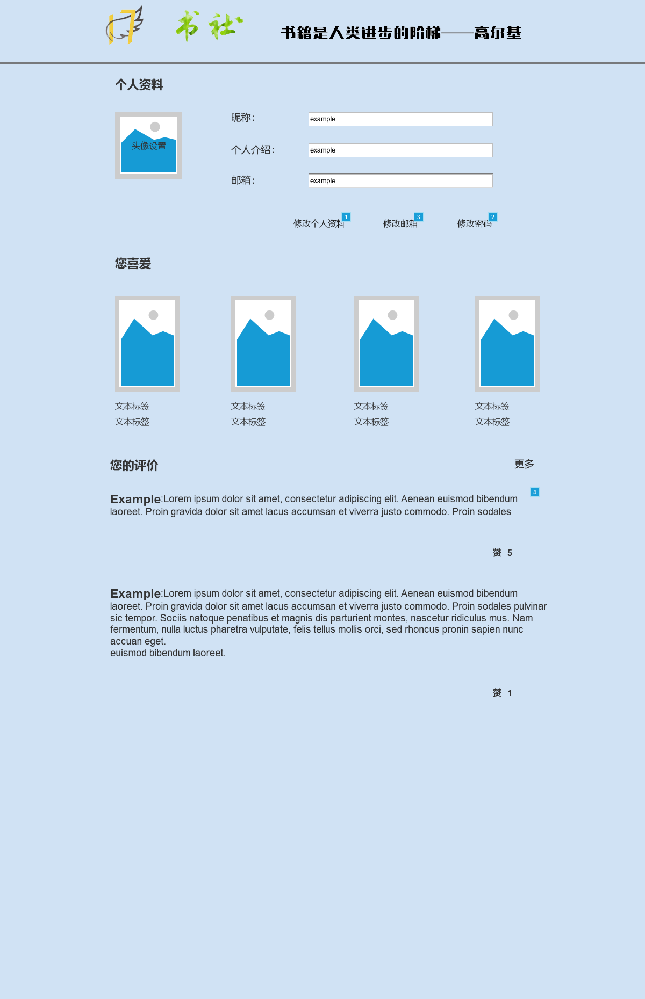 17 书社 书籍是人类进步的阶梯——高尔基
个人资料
头像设置
昵称：
example
个人介绍：
example
邮箱：
example
修改个人资料 1
修改邮箱 3
修改密码 2
您喜爱
文本标签 文本标签 文本标签 文本标签
文本标签 文本标签 文本标签 文本标签
您的评价 更多
4
Example:Lorem ipsum dolor sit amet, consectetur adipiscing elit. Aenean euismod bibendum
laoreet. Proin gravida dolor sit amet lacus accumsan et viverra justo commodo. Proin sodales
赞 5
Example:Lorem ipsum dolor sit amet, consectetur adipiscing elit. Aenean euismod bibendum
laoreet. Proin gravida dolor sit amet lacus accumsan et viverra justo commodo. Proin sodales pulvinar
sic tempor. Sociis natoque penatibus et magnis dis parturient montes, nascetur ridiculus mus. Nam
fermentum, nulla luctus pharetra vulputate, felis tellus mollis orci, sed rhoncus pronin sapien nunc
accuan eget.
euismod bibendum laoreet.
赞 1